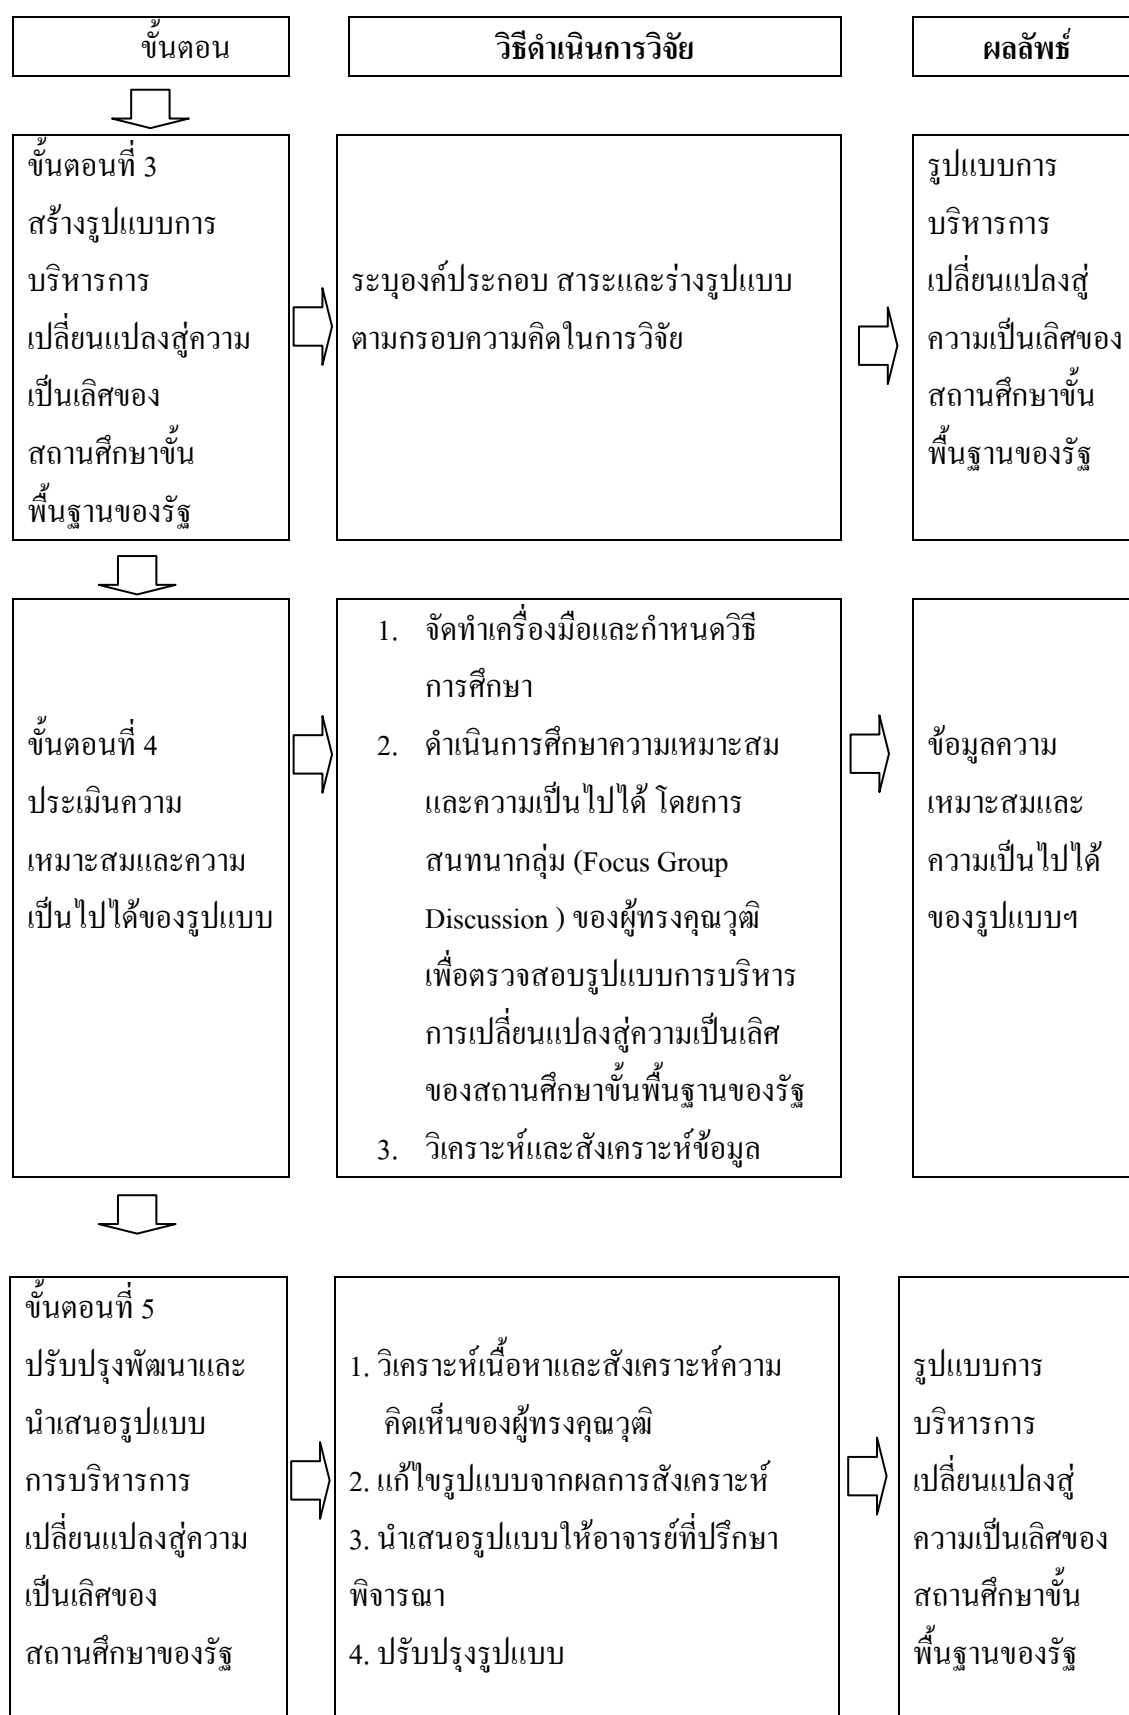 ขั้นตอน
วิธีดำเนินการวิจัย
ผลลัพธ์
ขั้นตอนที่ 3
สร้างรูปแบบการ
บริหารการ
เปลี่ยนแปลงสู่ความ
เป็นเลิศของ
สถานศึกษาขั้น
พื้นฐานของรัฐ
ระบุองค์ประกอบ สาระและร่างรูปแบบ
ตามกรอบความคิดในการวิจัย
รูปแบบการ
บริหารการ
เปลี่ยนแปลงสู่
ความเป็นเลิศของ
สถานศึกษาขั้น
พื้นฐานของรัฐ
ขั้นตอนที่ 4
ประเมินความ
เหมาะสมและความ
เป็นไปได้ของรูปแบบ
1. จัดทำเครื่องมือและกำหนดวิธี
การศึกษา
2. ดำเนินการศึกษาความเหมาะสม
และความเป็นไปได้ โดยการ
สนทนากลุ่ม (Focus Group
Discussion ) ของผู้ทรงคุณวุฒิ
เพื่อตรวจสอบรูปแบบการบริหาร
การเปลี่ยนแปลงสู่ความเป็นเลิศ
ของสถานศึกษาขั้นพื้นฐานของรัฐ
3. วิเคราะห์และสังเคราะห์ข้อมูล
ข้อมูลความ
เหมาะสมและ
ความเป็นไปได้
ของรูปแบบฯ
ขั้นตอนที่ 5
ปรับปรุงพัฒนาและ
นำเสนอรูปแบบ
การบริหารการ
เปลี่ยนแปลงสู่ความ
เป็นเลิศของ
สถานศึกษาของรัฐ
1. วิเคราะห์เนื้อหาและสังเคราะห์ความ
คิดเห็นของผู้ทรงคุณวุฒิ
2. แก้ไขรูปแบบจากผลการสังเคราะห์
3. นำเสนอรูปแบบให้อาจารย์ที่ปรึกษา
พิจารณา
4. ปรับปรุงรูปแบบ
รูปแบบการ
บริหารการ
เปลี่ยนแปลงสู่
ความเป็นเลิศของ
สถานศึกษาขั้น
พื้นฐานของรัฐ